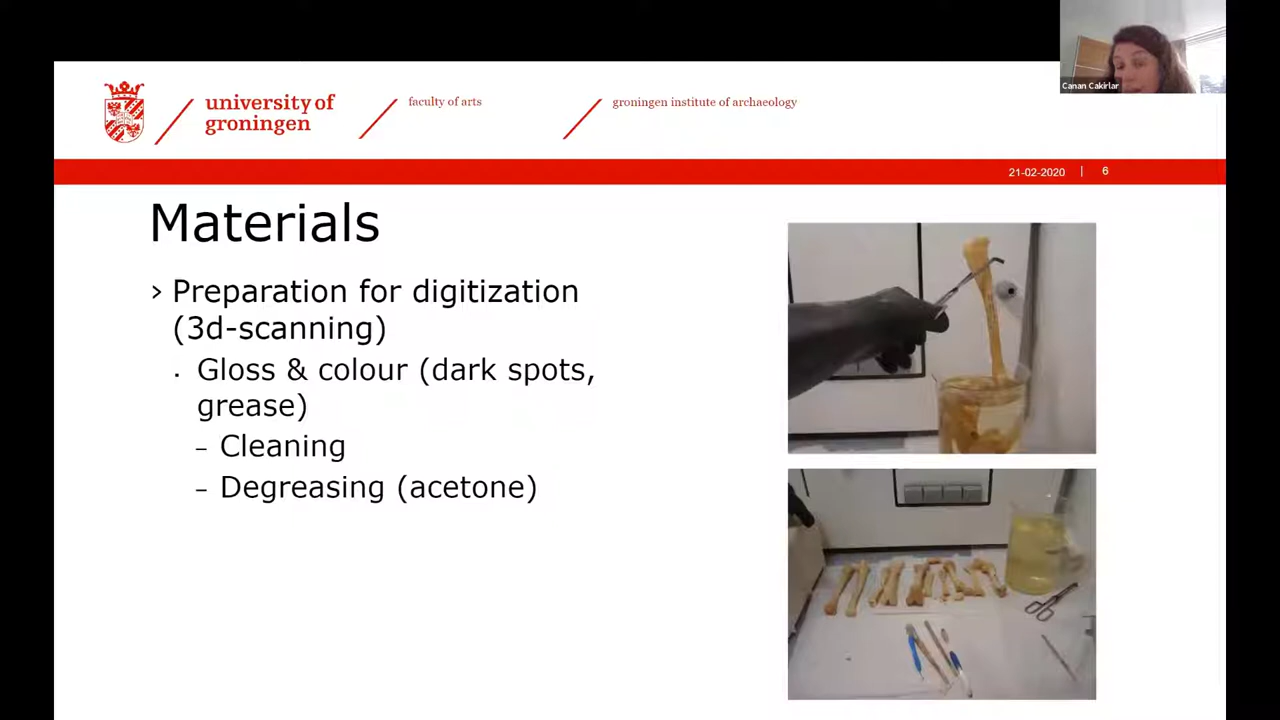 Canan Cakirlar
university of
groningen
faculty of arts
groningen institute of archaeology
21-02-2020 | 6
Materials
› Preparation for digitization
(3d-scanning)
▪ Gloss & colour (dark spots,
grease)
– Cleaning
– Degreasing (acetone)